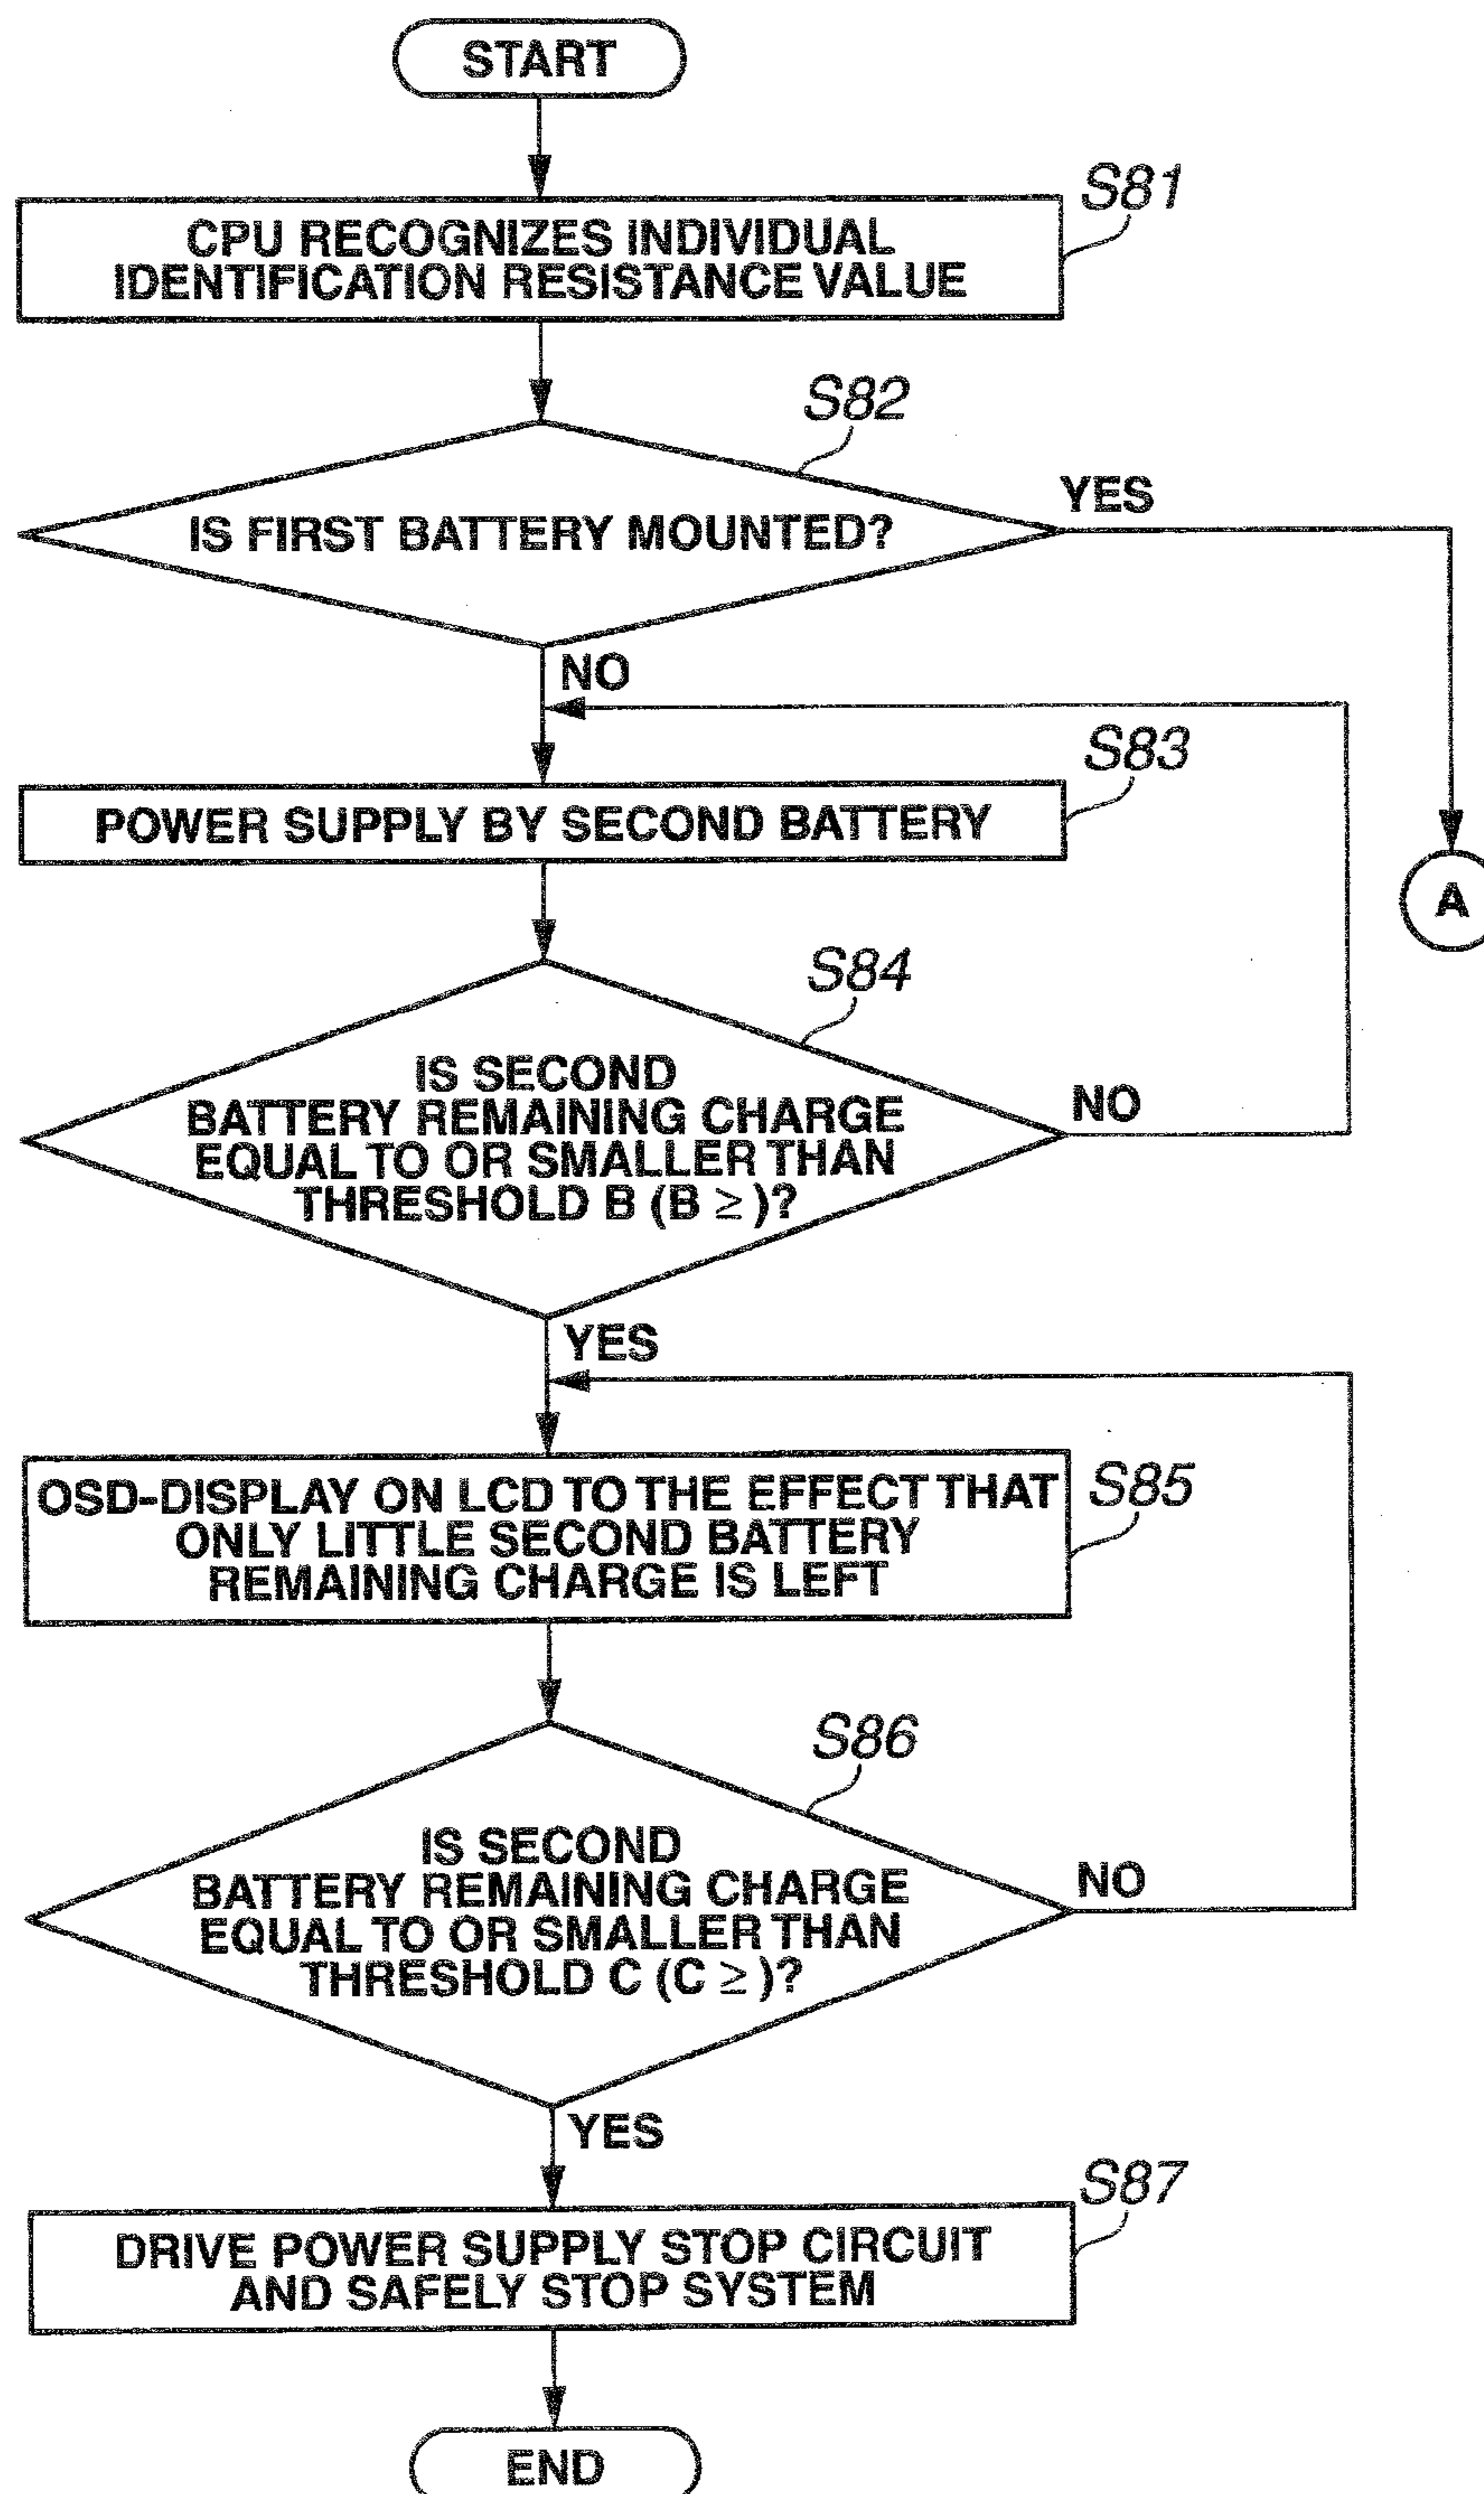 START
S81
CPU RECOGNIZES INDIVIDUAL
IDENTIFICATION RESISTANCE VALUE
S82
IS FIRST BATTERY MOUNTED?
YES
NO
S83
POWER SUPPLY BY SECOND BATTERY
A
S84
IS SECOND
BATTERY REMAINING CHARGE
EQUAL TO OR SMALLER THAN
THRESHOLD B (B ≥ )?
NO
YES
S85
OSD-DISPLAY ON LCD TO THE EFFECT THAT
ONLY LITTLE SECOND BATTERY
REMAINING CHARGE IS LEFT
S86
IS SECOND
BATTERY REMAINING CHARGE
EQUAL TO OR SMALLER THAN
THRESHOLD C (C ≥ )?
NO
YES
S87
DRIVE POWER SUPPLY STOP CIRCUIT
AND SAFELY STOP SYSTEM
END